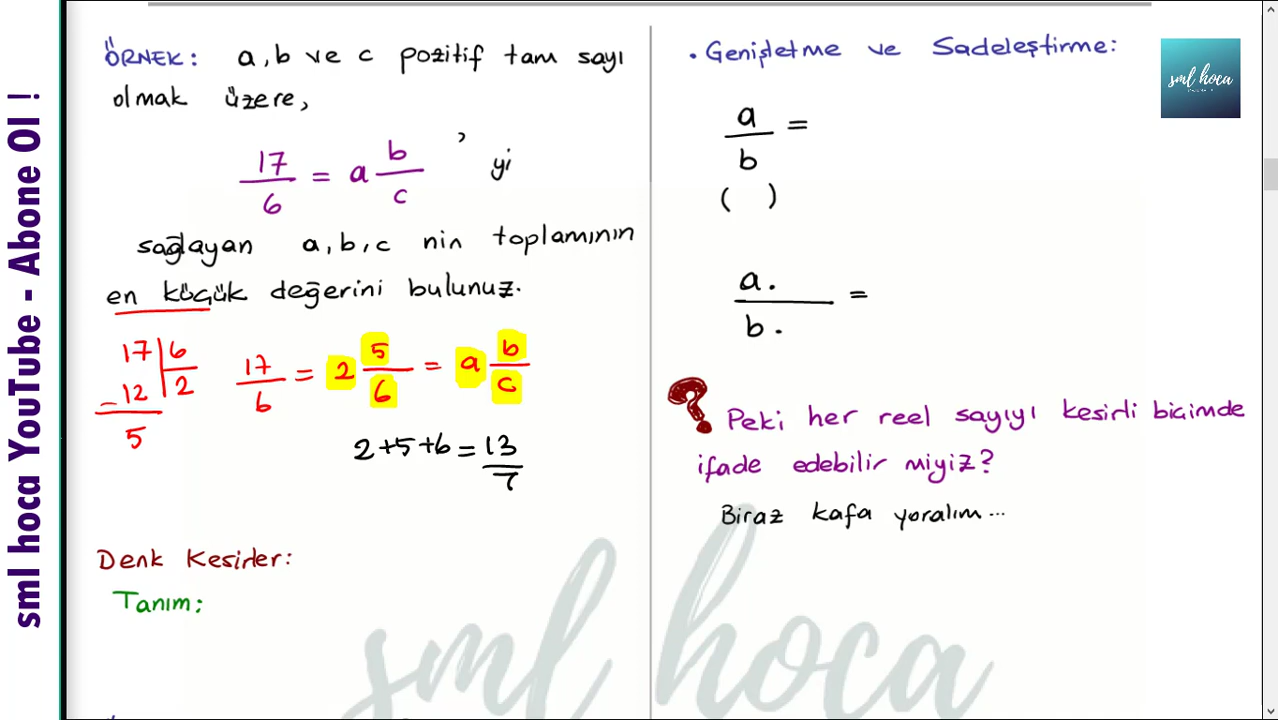 sml hoca YouTube - Abone Ol !
ÖRNEK: a, b ve c pozitif tam sayı
olmak üzere,
17/6 = a b/c ' yi
sağlayan a, b, c nin toplamının
en küçük değerini bulunuz.
17 | 6
- 12 | 2
5
17/6 = 2 5/6 = a b/c
2+5+6 = 13
7
Denk Kesirler:
Tanım:
. Genişletme ve Sadeleştirme:
a/b =
( )
a. / b. =
? Peki her reel sayıyı kesirli biçimde
ifade edebilir miyiz?
Biraz kafa yoralım...
sml hoca
sml hoca